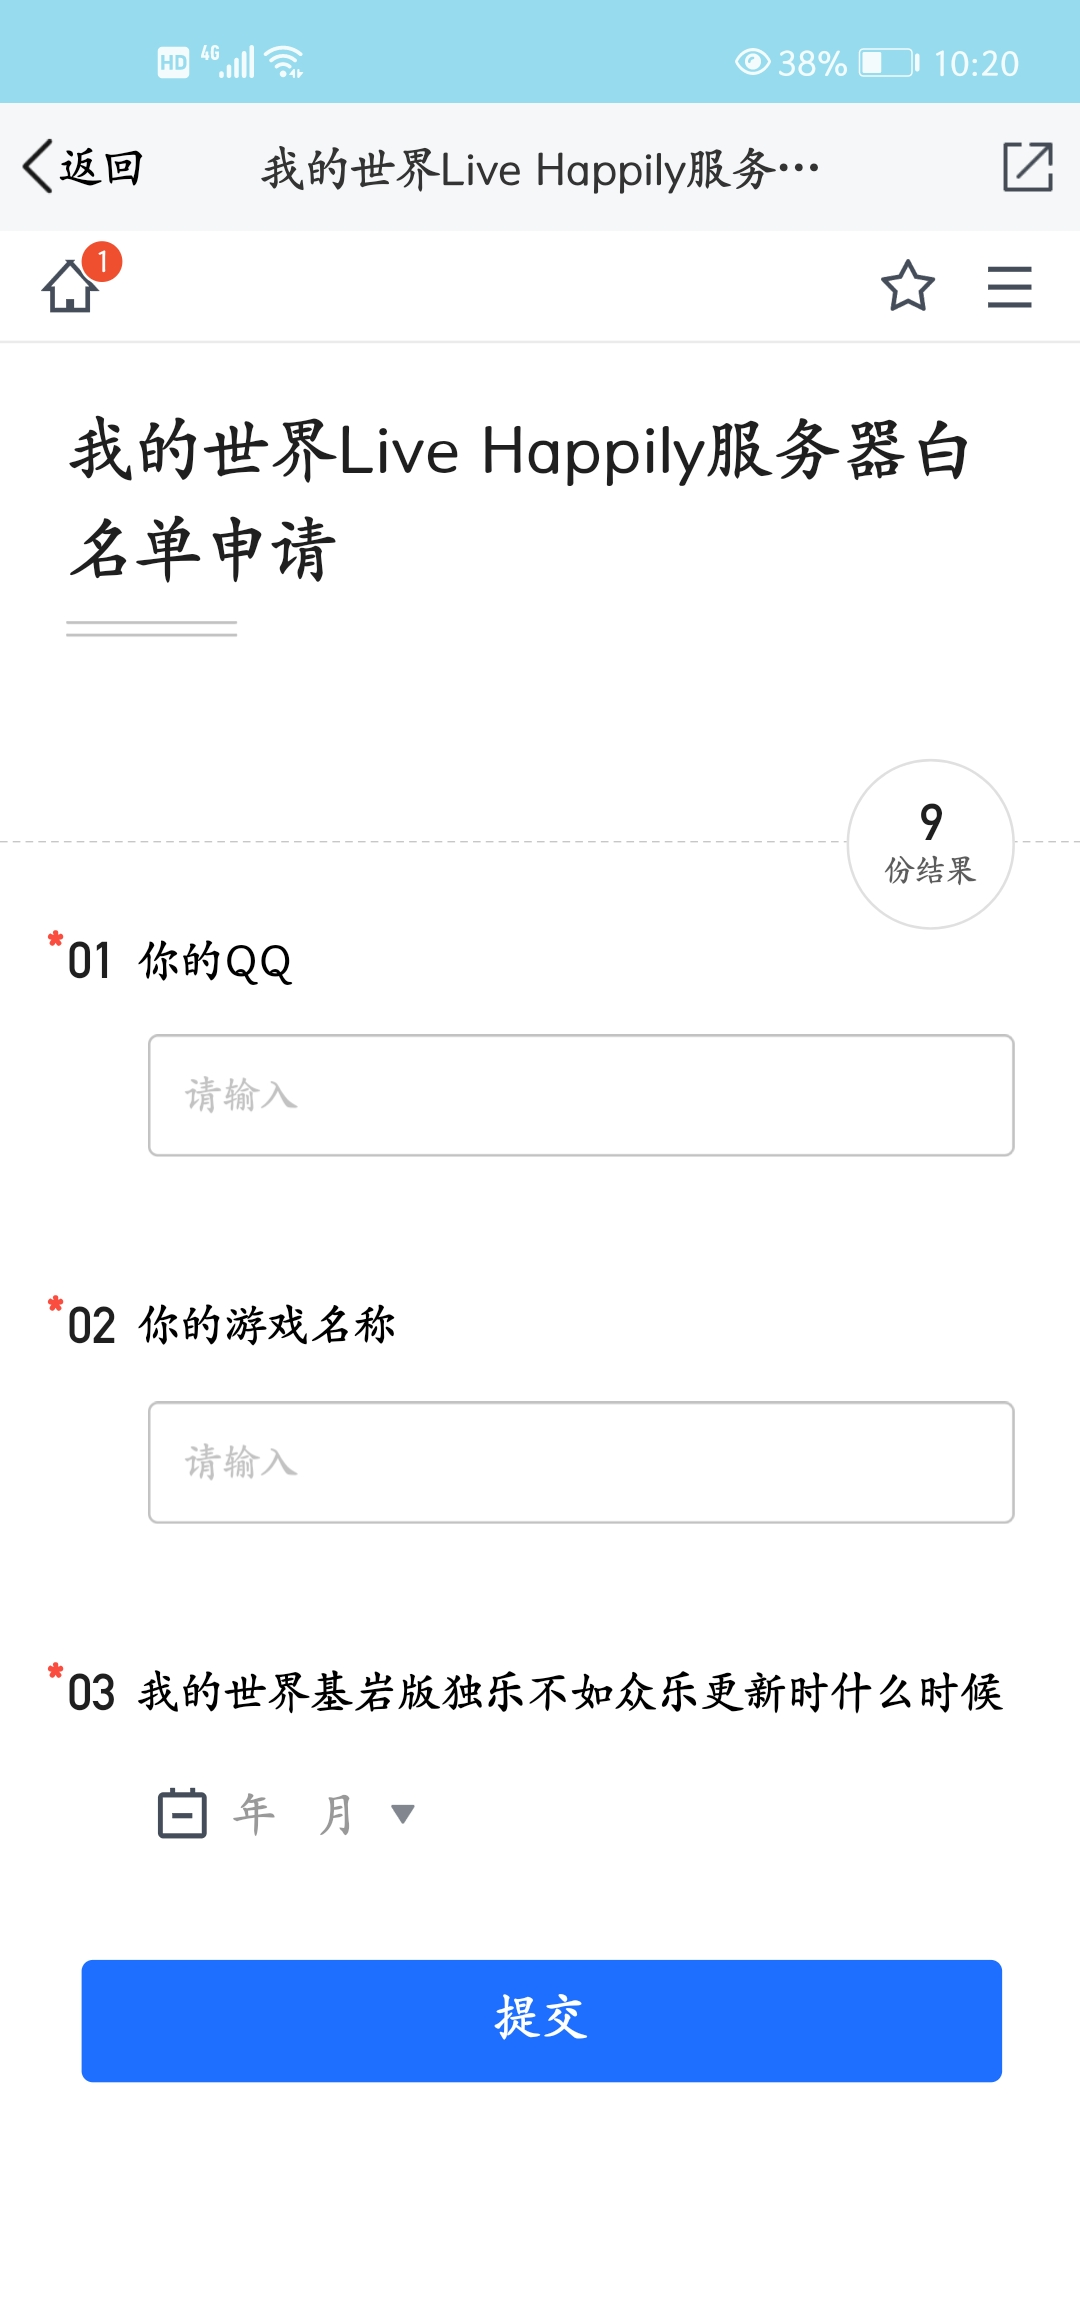 HD 4G 38% 10:20
返回 我的世界Live Happily服务···
1
我的世界Live Happily服务器白
名单申请
9
份结果
*01 你的QQ
请输入
*02 你的游戏名称
请输入
*03 我的世界基岩版独乐不如众乐更新时什么时候
年 月
提交